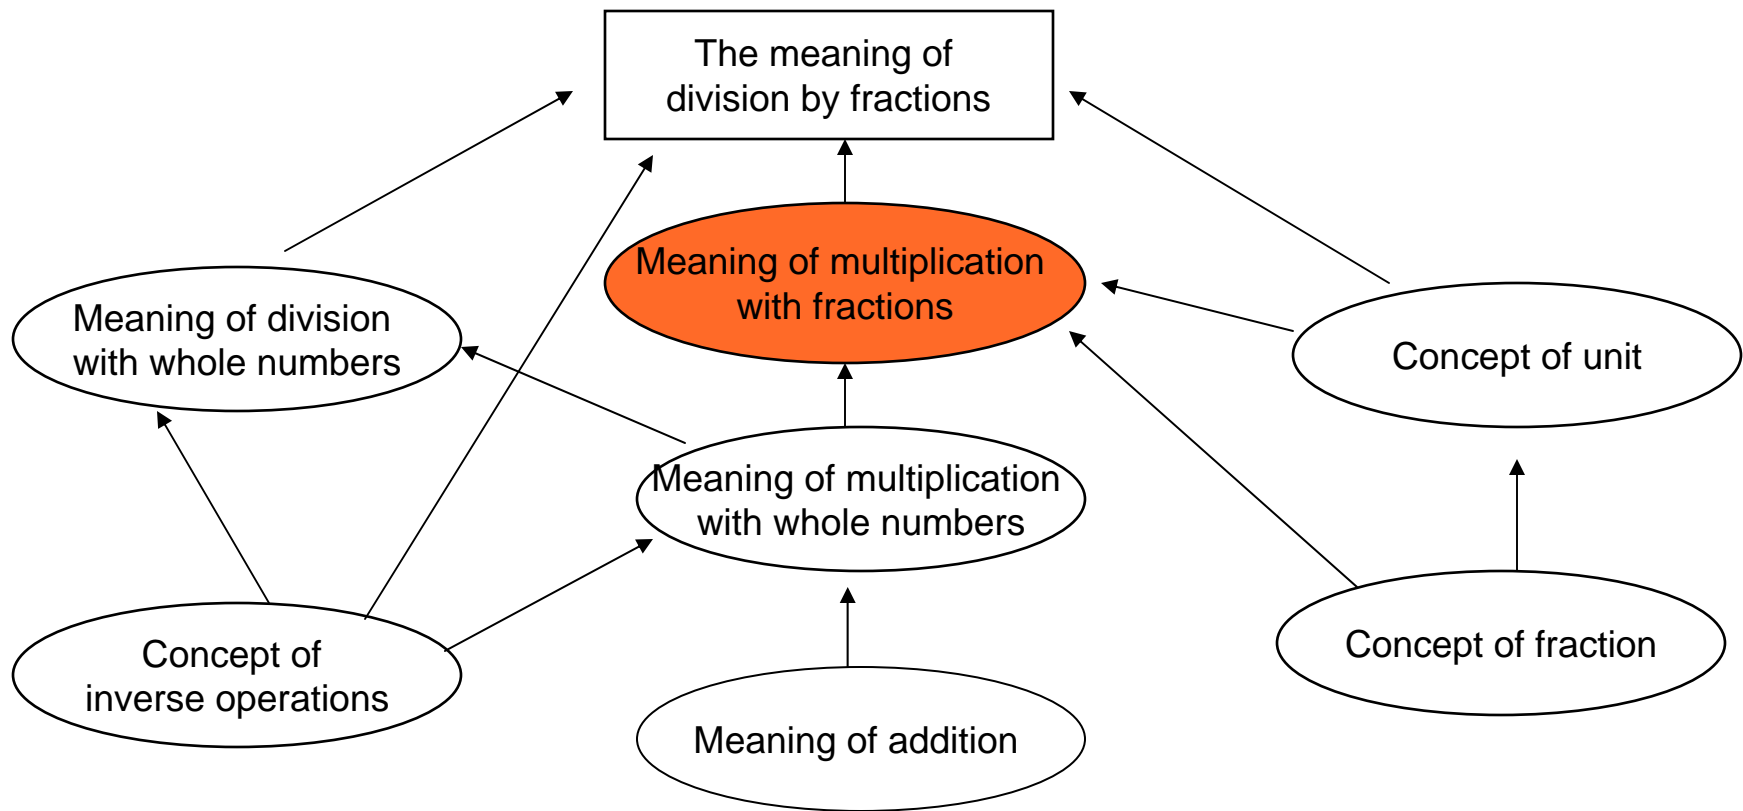 The meaning of
division by fractions
Meaning of multiplication
with fractions
Meaning of division
with whole numbers
Concept of unit
Meaning of multiplication
with whole numbers
Concept of
inverse operations
Concept of fraction
Meaning of addition